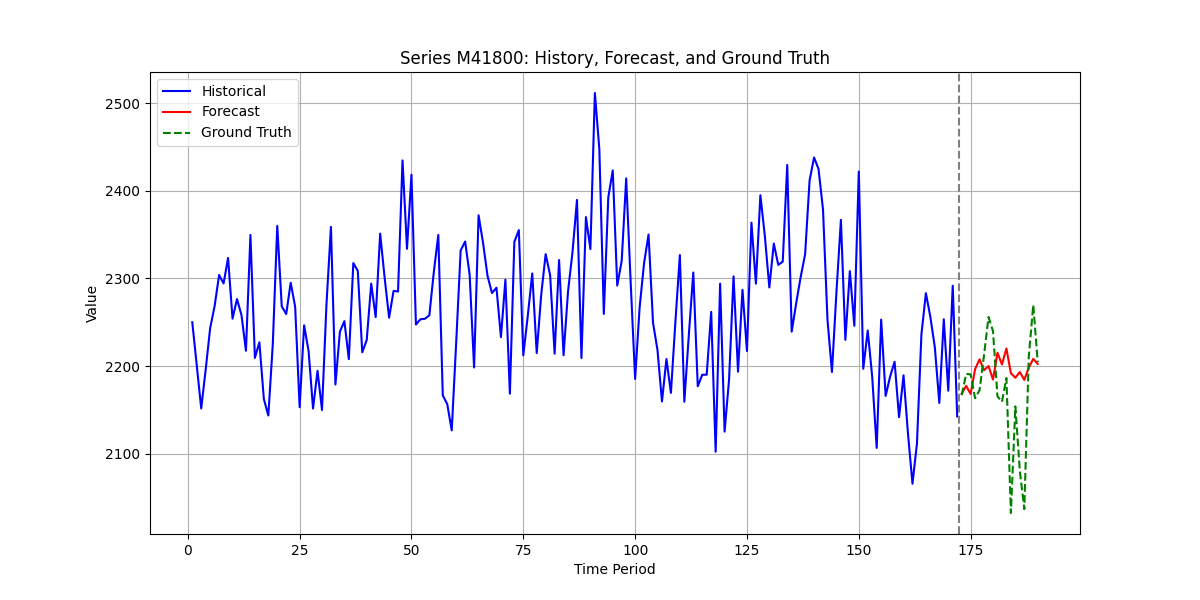 Series M41800: History, Forecast, and Ground Truth
Historical
Forecast
Ground Truth
Value
2500
2400
2300
2200
2100
0 25 50 75 100 125 150 175
Time Period